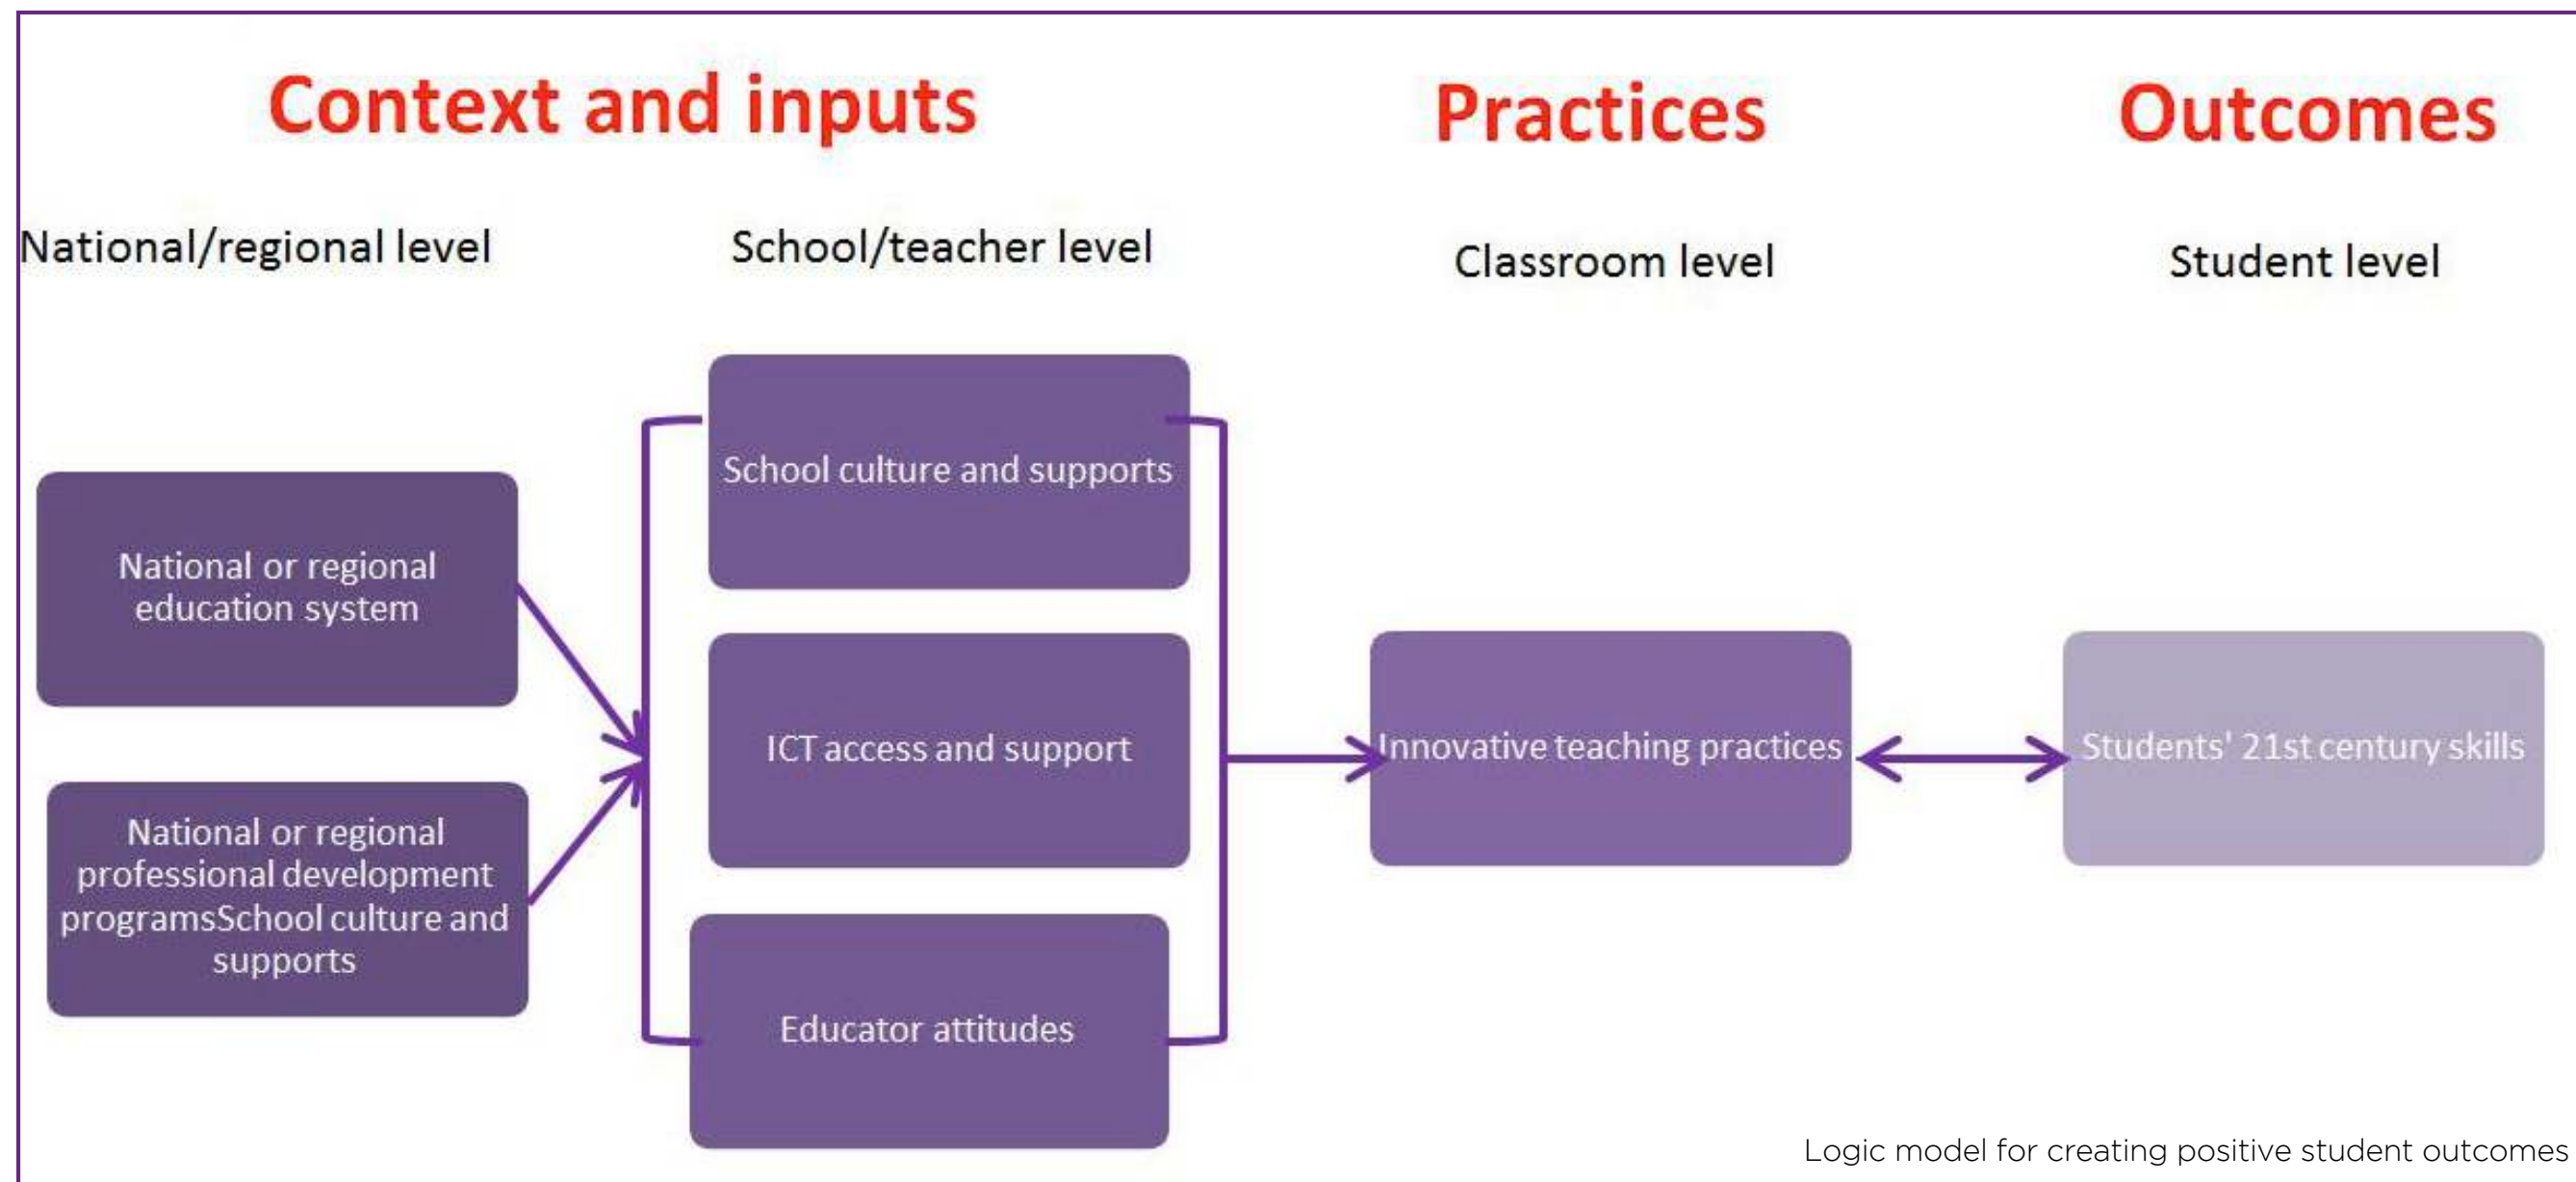 Context and inputs
Practices
Outcomes
National/regional level
School/teacher level
Classroom level
Student level
National or regional
education system
National or regional
professional development
programsSchool culture and
supports
School culture and supports
ICT access and support
Educator attitudes
Innovative teaching practices
Students' 21st century skills
Logic model for creating positive student outcomes